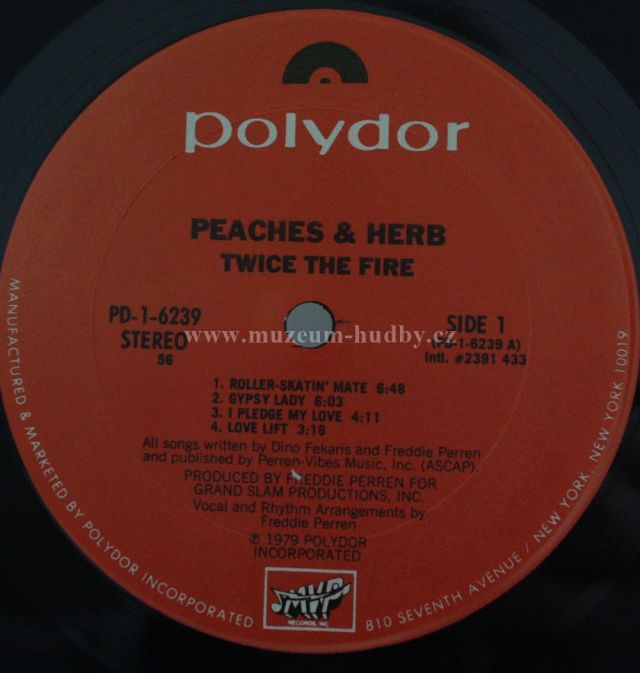 polydor
PEACHES & HERB
TWICE THE FIRE
PD-1-6239
STEREO
56
SIDE 1
(PD-1-6239 A)
Intl. #2391 433
www.muzeum-hudby.cz
1. ROLLER-SKATIN' MATE 6:48
2. GYPSY LADY 6:03
3. I PLEDGE MY LOVE 4:11
4. LOVE LIFT 3:18
All songs written by Dino Fekaris and Freddie Perren
and published by Perren-Vibes Music, Inc. (ASCAP).
PRODUCED BY FREDDIE PERREN FOR
GRAND SLAM PRODUCTIONS, INC.
Vocal and Rhythm Arrangements by
Freddie Perren
℗ 1979 POLYDOR
INCORPORATED
MVP
RECORDS, INC.
MANUFACTURED & MARKETED BY POLYDOR INCORPORATED
810 SEVENTH AVENUE / NEW YORK, NEW YORK 10019